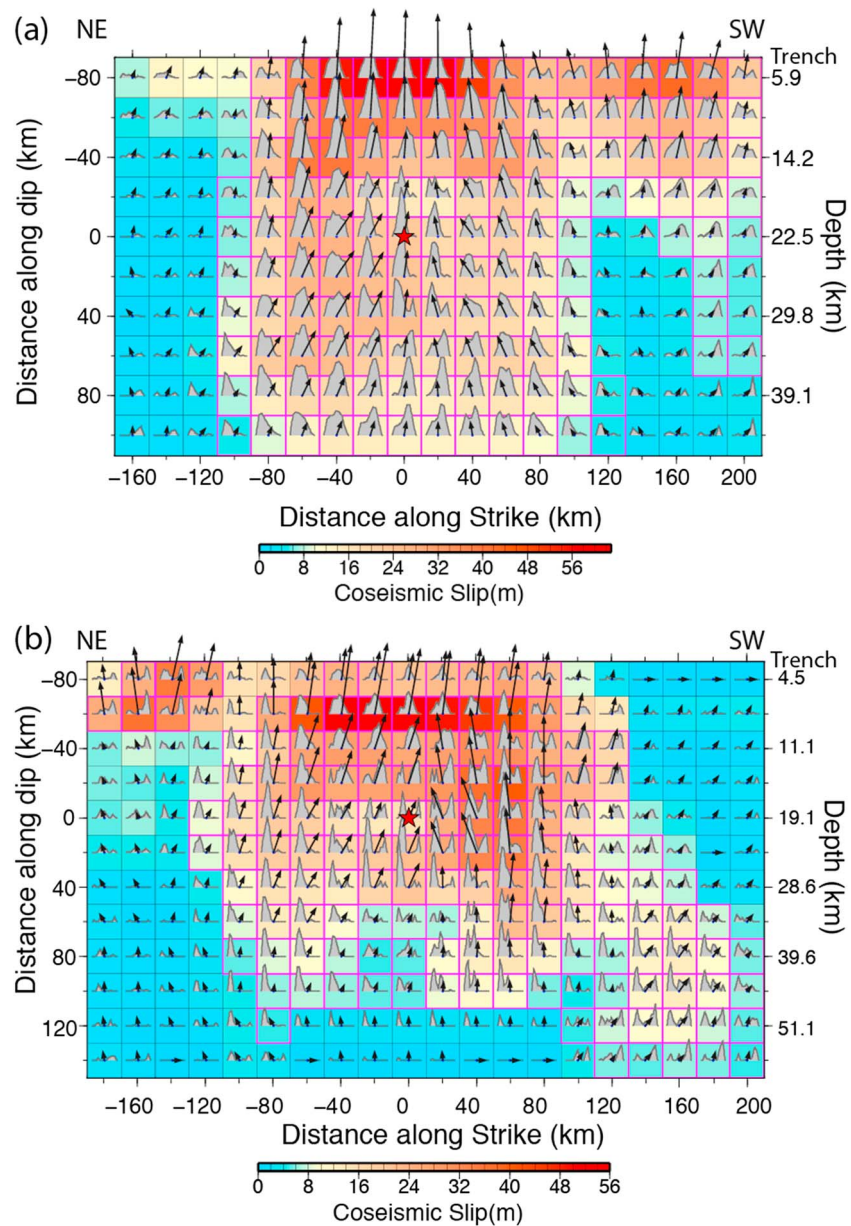 (a) NE SW
Trench
−80 5.9
−40 14.2
0 22.5
40 29.8
80 39.1
Distance along dip (km)
Depth (km)
−160 −120 −80 −40 0 40 80 120 160 200
Distance along Strike (km)
0 8 16 24 32 40 48 56
Coseismic Slip(m)
(b) NE SW
Trench
−80 4.5
−40 11.1
0 19.1
40 28.6
80 39.6
120 51.1
Distance along dip (km)
Depth (km)
−160 −120 −80 −40 0 40 80 120 160 200
Distance along Strike (km)
0 8 16 24 32 40 48 56
Coseismic Slip(m)